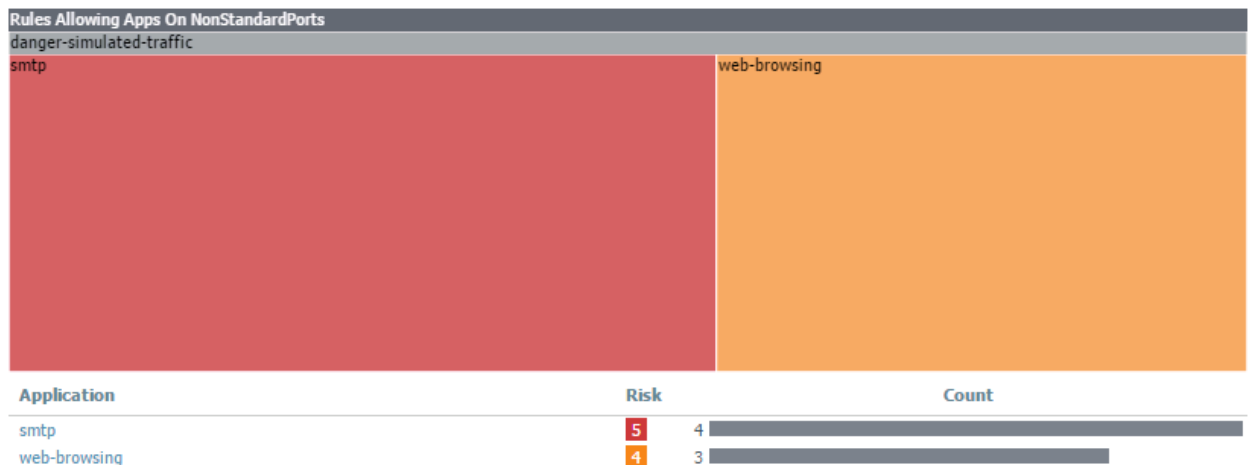 Rules Allowing Apps On NonStandardPorts
danger-simulated-traffic
smtp web-browsing
Application Risk Count
smtp 5 4
web-browsing 4 3